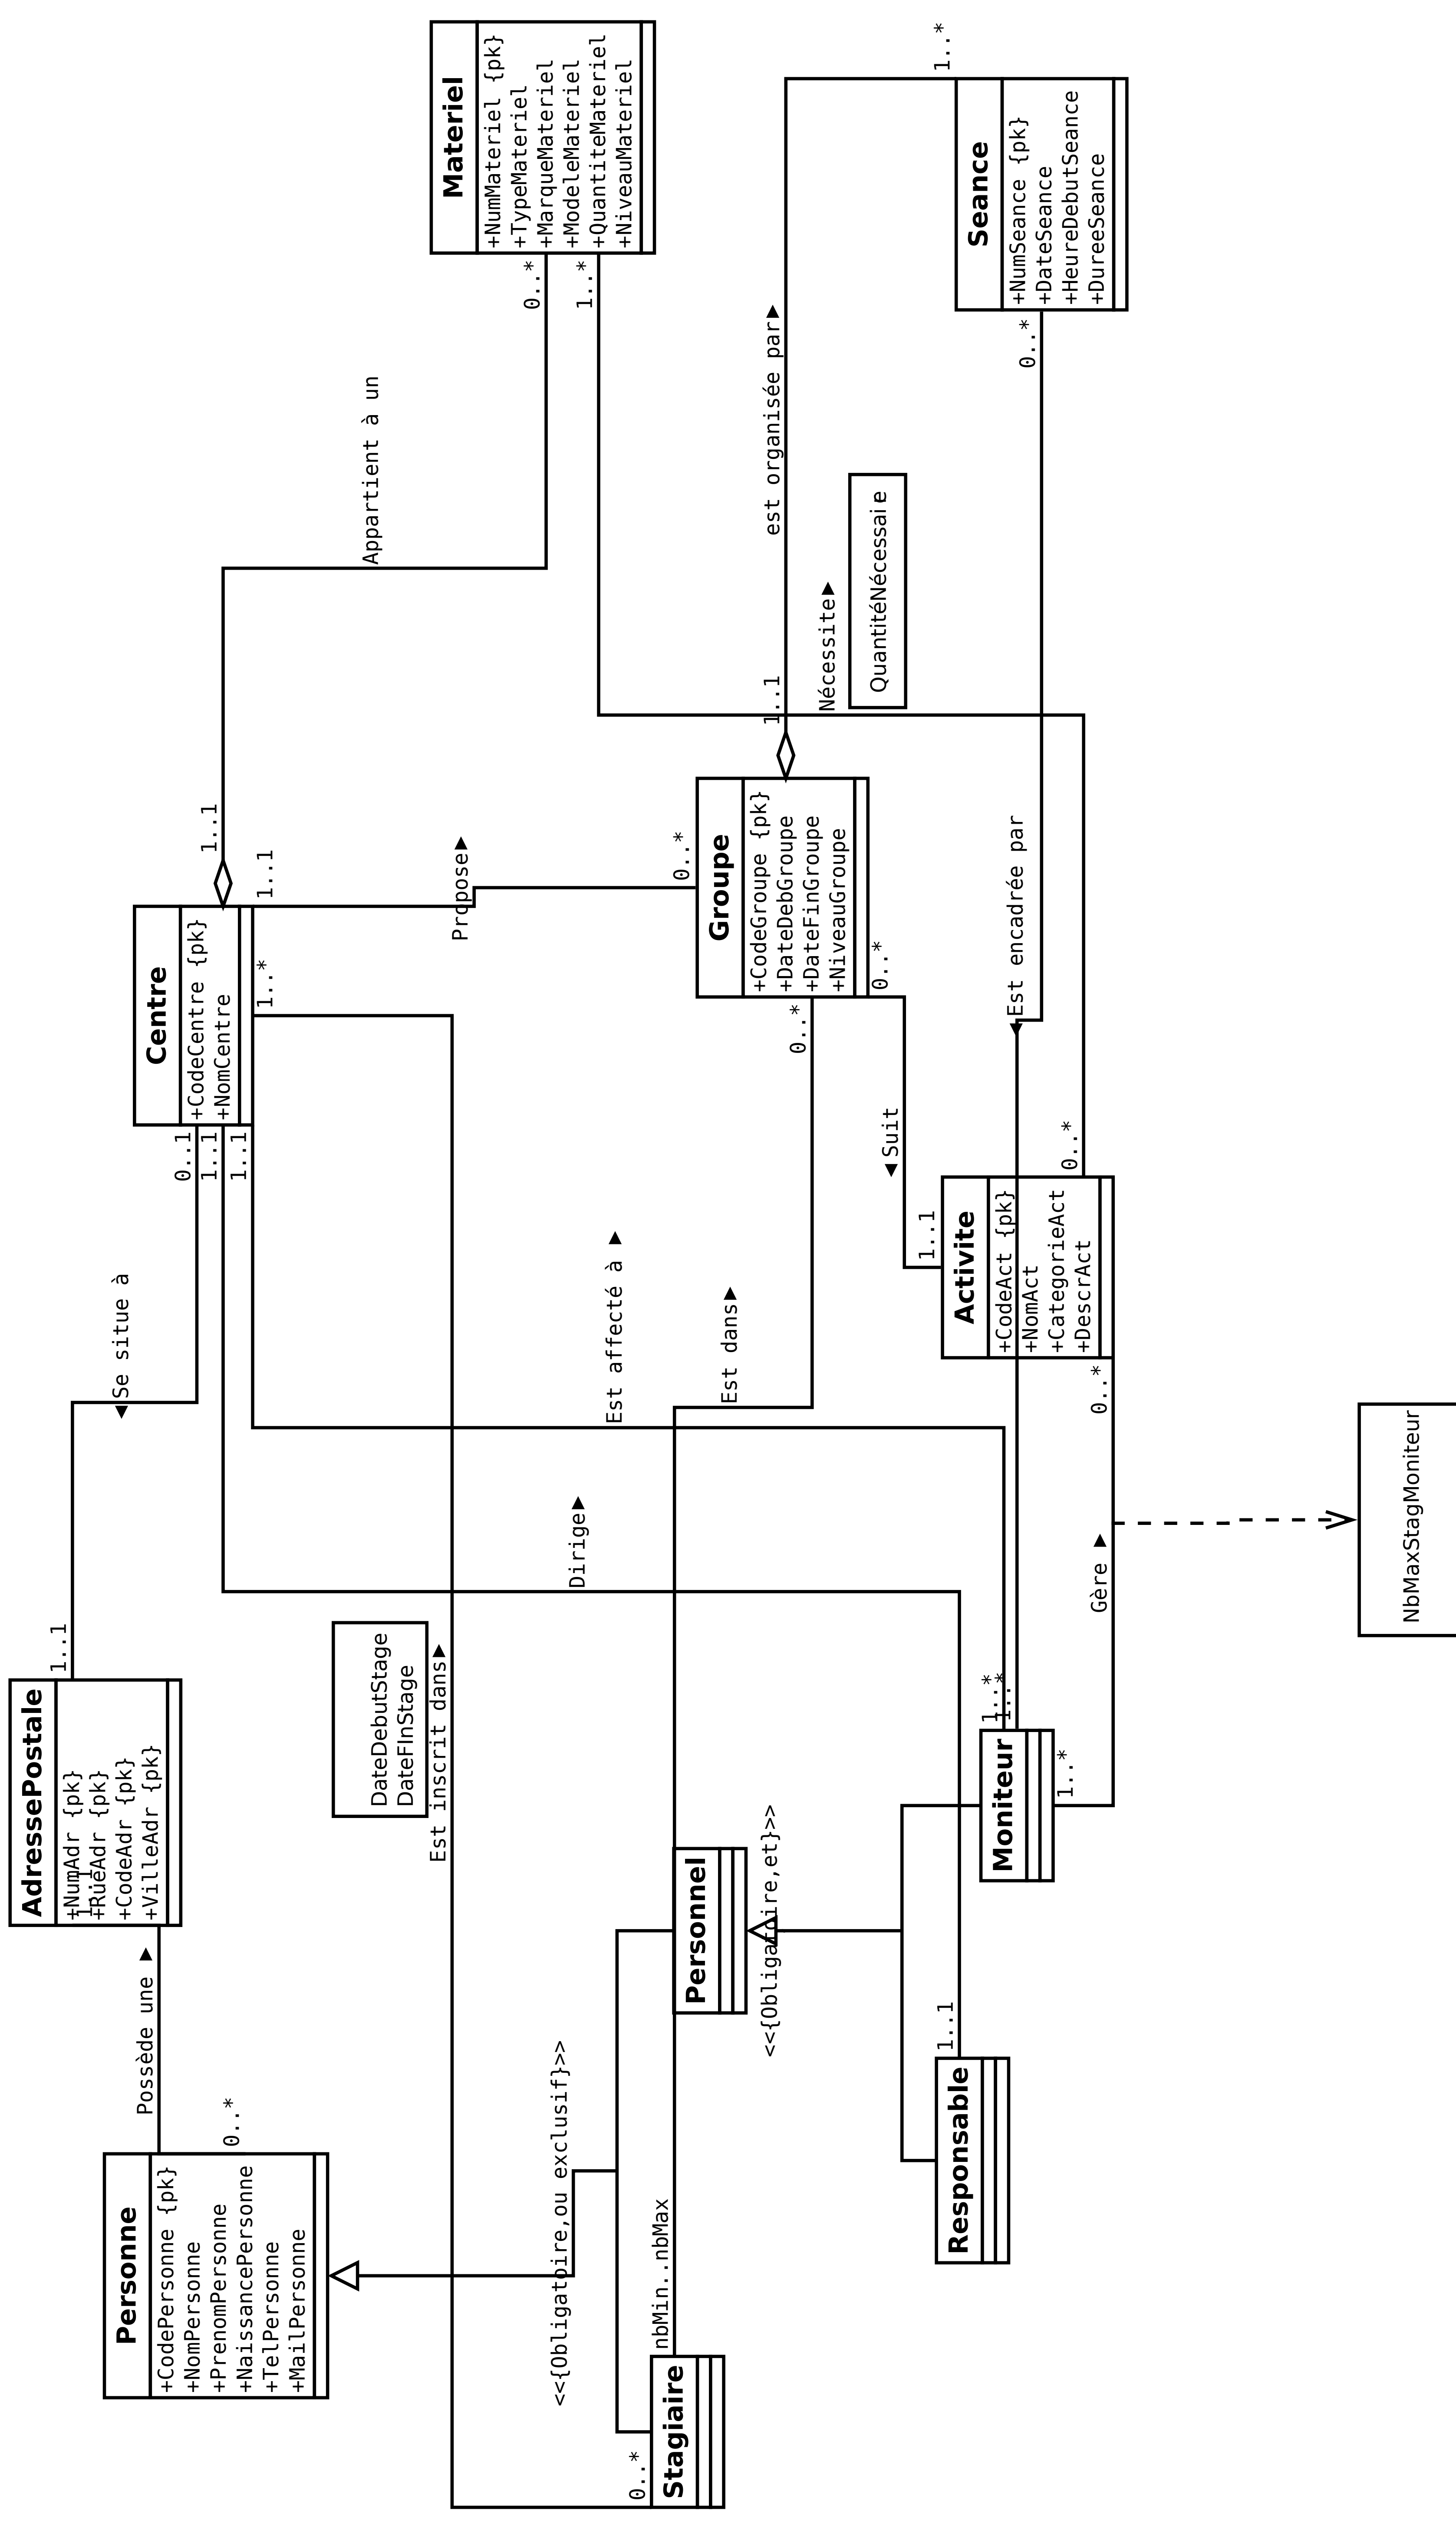 Personne
+CodePersonne {pk}
+NomPersonne
+PrenomPersonne
+NaissancePersonne
+TelPersonne
+MailPersonne
0..*
Possède une ▶
1..1
AdressePostale
+NumAdr {pk}
+RueAdr {pk}
+CodeAdr {pk}
+VilleAdr {pk}
1..1
◀Se situe à
0..1
1..1
1..1
Centre
+CodeCentre {pk}
+NomCentre
1..*
1..1
1..1
Appartient à un
0..*
1..*
Materiel
+NumMateriel {pk}
+TypeMateriel
+MarqueMateriel
+ModeleMateriel
+QuantiteMateriel
+NiveauMateriel
DateDebutStage
DateFInStage
Est inscrit dans▶
Propose▶
<<{Obligatoire,ou exclusif}>>
Dirige▶
Est affecté à ▶
0..*
Stagiaire
nbMin..nbMax
Personnel
<<{Obligatoire,et}>>
Est dans▶
0..*
0..*
Groupe
+CodeGroupe {pk}
+DateDebGroupe
+DateFinGroupe
+NiveauGroupe
0..*
1..1
est organisée par▶
1..*
Nécessite▶
QuantitéNécessai e
◀Suit
1..1
Responsable
1..1
Moniteur
1..*
1..*
1..*
Activite
+CodeAct {pk}
+NomAct
+CategorieAct
+DescrAct
0..*
0..*
◀Est encadrée par
0..*
Seance
+NumSeance {pk}
+DateSeance
+HeureDebutSeance
+DureeSeance
Gère ▶
NbMaxStagMoniteur